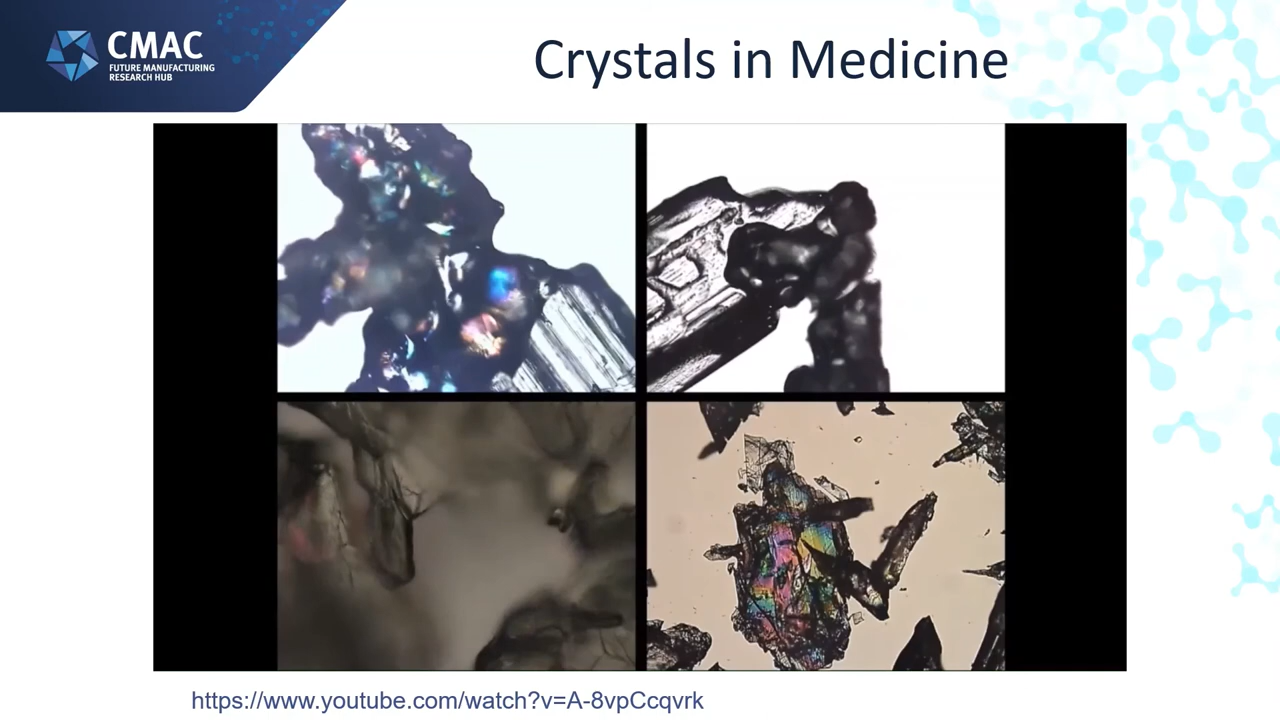 CMAC
FUTURE MANUFACTURING
RESEARCH HUB
Crystals in Medicine
https://www.youtube.com/watch?v=A-8vpCcqvrk